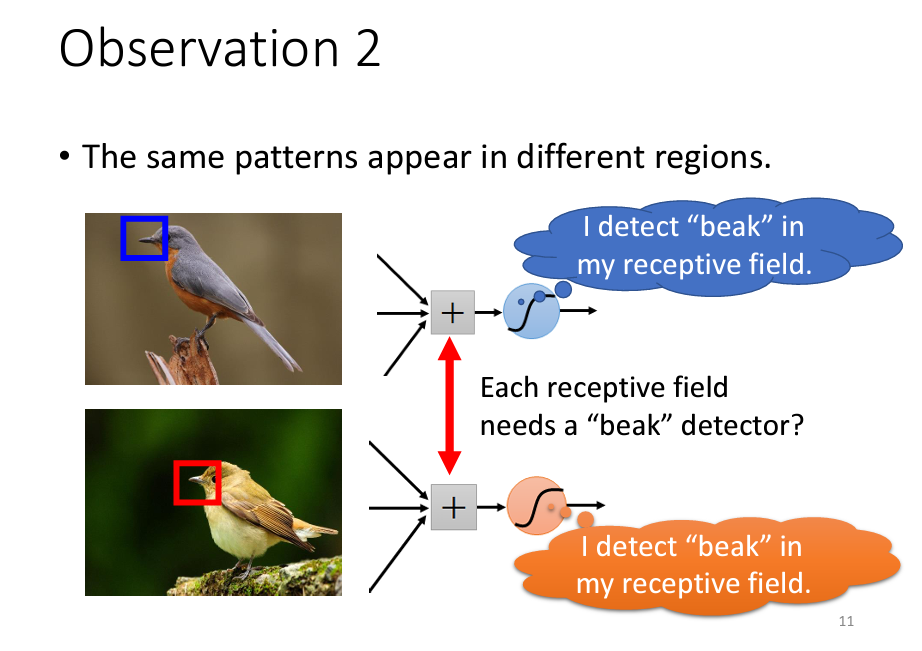 Observation 2
• The same patterns appear in different regions.
I detect “beak” in
my receptive field.
+
Each receptive field
needs a “beak” detector?
+
I detect “beak” in
my receptive field.
11